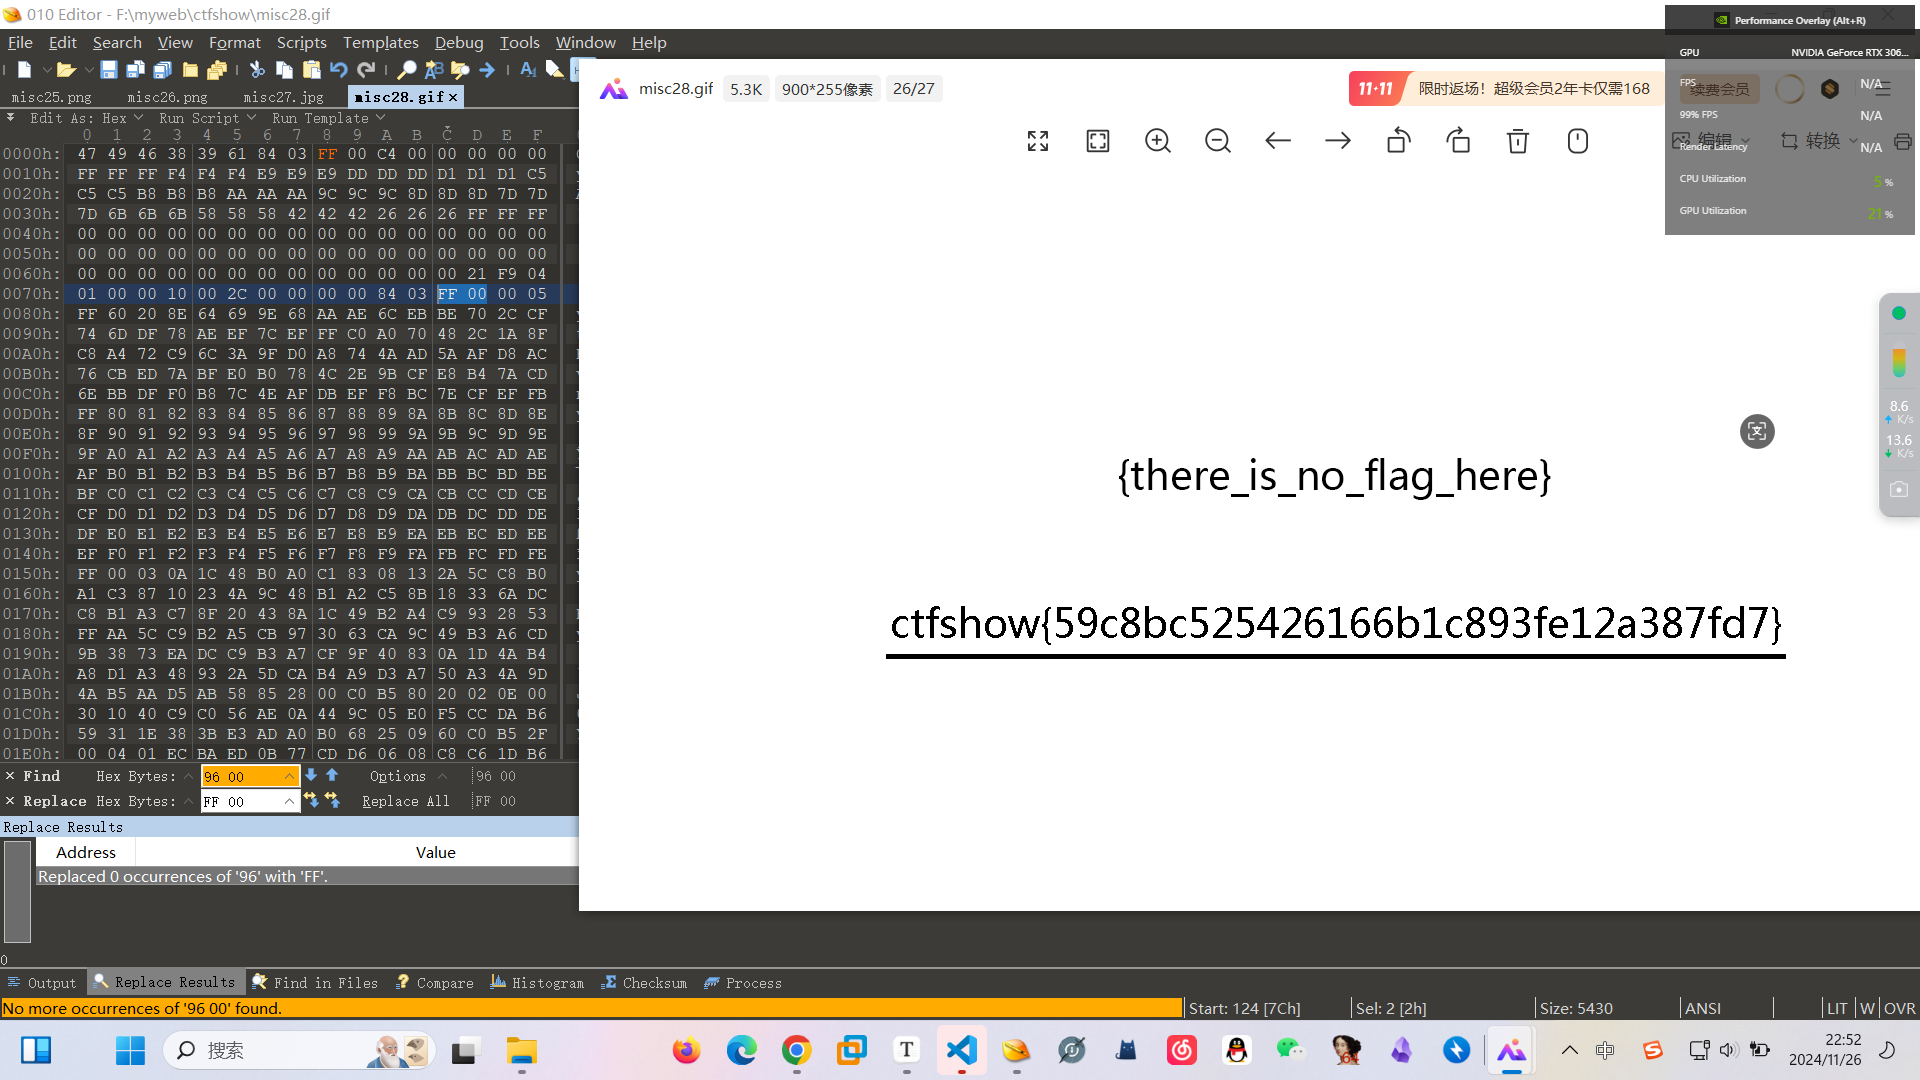 010 Editor - F:\myweb\ctfshow\misc28.gif
File Edit Search View Format Scripts Templates Debug Tools Window Help
misc25.png misc26.png misc27.jpg misc28.gif ×
Edit As: Hex Run Script Run Template
0 1 2 3 4 5 6 7 8 9 A B C D E F
0000h: 47 49 46 38 39 61 84 03 FF 00 C4 00 00 00 00 00
0010h: FF FF FF F4 F4 F4 E9 E9 E9 DD DD DD D1 D1 D1 C5
0020h: C5 C5 B8 B8 B8 AA AA AA 9C 9C 9C 8D 8D 8D 7D 7D
0030h: 7D 6B 6B 6B 58 58 58 42 42 42 26 26 26 FF FF FF
0040h: 00 00 00 00 00 00 00 00 00 00 00 00 00 00 00 00
0050h: 00 00 00 00 00 00 00 00 00 00 00 00 00 00 00 00
0060h: 00 00 00 00 00 00 00 00 00 00 00 00 00 21 F9 04
0070h: 01 00 00 10 00 2C 00 00 00 00 84 03 FF 00 00 05
0080h: FF 60 20 8E 64 69 9E 68 AA AE 6C EB BE 70 2C CF
0090h: 74 6D DF 78 AE EF 7C EF FF C0 A0 70 48 2C 1A 8F
00A0h: C8 A4 72 C9 6C 3A 9F D0 A8 74 4A AD 5A AF D8 AC
00B0h: 76 CB ED 7A BF E0 B0 78 4C 2E 9B CF E8 B4 7A CD
00C0h: 6E BB DF F0 B8 7C 4E AF DB EF F8 BC 7E CF EF FB
00D0h: FF 80 81 82 83 84 85 86 87 88 89 8A 8B 8C 8D 8E
00E0h: 8F 90 91 92 93 94 95 96 97 98 99 9A 9B 9C 9D 9E
00F0h: 9F A0 A1 A2 A3 A4 A5 A6 A7 A8 A9 AA AB AC AD AE
0100h: AF B0 B1 B2 B3 B4 B5 B6 B7 B8 B9 BA BB BC BD BE
0110h: BF C0 C1 C2 C3 C4 C5 C6 C7 C8 C9 CA CB CC CD CE
0120h: CF D0 D1 D2 D3 D4 D5 D6 D7 D8 D9 DA DB DC DD DE
0130h: DF E0 E1 E2 E3 E4 E5 E6 E7 E8 E9 EA EB EC ED EE
0140h: EF F0 F1 F2 F3 F4 F5 F6 F7 F8 F9 FA FB FC FD FE
0150h: FF 00 03 0A 1C 48 B0 A0 C1 83 08 13 2A 5C C8 B0
0160h: A1 C3 87 10 23 4A 9C 48 B1 A2 C5 8B 18 33 6A DC
0170h: C8 B1 A3 C7 8F 20 43 8A 1C 49 B2 A4 C9 93 28 53
0180h: FF AA 5C C9 B2 A5 CB 97 30 63 CA 9C 49 B3 A6 CD
0190h: 9B 38 73 EA DC C9 B3 A7 CF 9F 40 83 0A 1D 4A B4
01A0h: A8 D1 A3 48 93 2A 5D CA B4 A9 D3 A7 50 A3 4A 9D
01B0h: 4A B5 AA D5 AB 58 85 28 00 C0 B5 80 20 02 0E 00
01C0h: 30 10 40 C9 C0 56 AE 0A 44 9C 05 E0 F5 CC DA B6
01D0h: 59 31 1E 38 3B E3 AD A0 B0 68 25 09 60 C0 B5 2F
01E0h: 00 04 01 EC BA ED 0B 77 CD D6 06 08 C8 C6 1D B6
× Find Hex Bytes: 96 00 Options 96 00
× Replace Hex Bytes: FF 00 Replace All FF 00
Replace Results
Address Value
Replaced 0 occurrences of '96' with 'FF'.
0
Output Replace Results Find in Files Compare Histogram Checksum Process
No more occurrences of '96 00' found. Start: 124 [7Ch] Sel: 2 [2h] Size: 5430 ANSI LIT W OVR
misc28.gif 5.3K 900*255像素 26/27
11·11 限时返场！超级会员2年卡仅需168 续费会员
编辑 转换
{there_is_no_flag_here}
ctfshow{59c8bc525426166b1c893fe12a387fd7}
Performance Overlay (Alt+R)
GPU NVIDIA GeForce RTX 306...
FPS N/A
99% FPS N/A
Render Latency N/A
CPU Utilization 5 %
GPU Utilization 21 %
8.6
K/s
13.6
K/s
搜索
T
64
中
22:52
2024/11/26